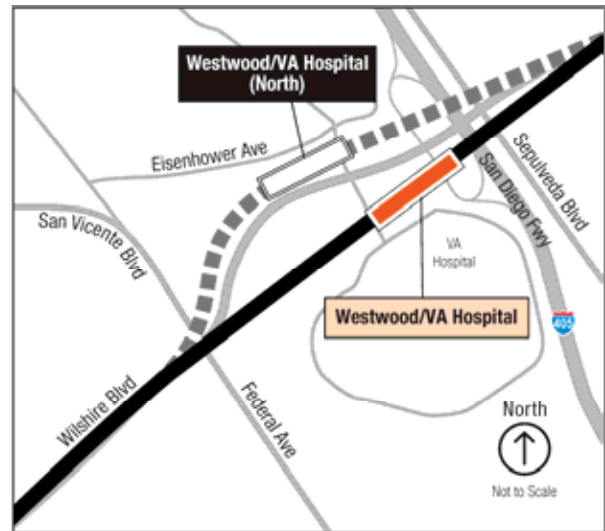 Westwood/VA Hospital
(North)
Eisenhower Ave
San Vicente Blvd
Sepulveda Blvd
San Diego Fwy
VA
Hospital
Westwood/VA Hospital
405
Wilshire Blvd
Federal Ave
North
Not to Scale